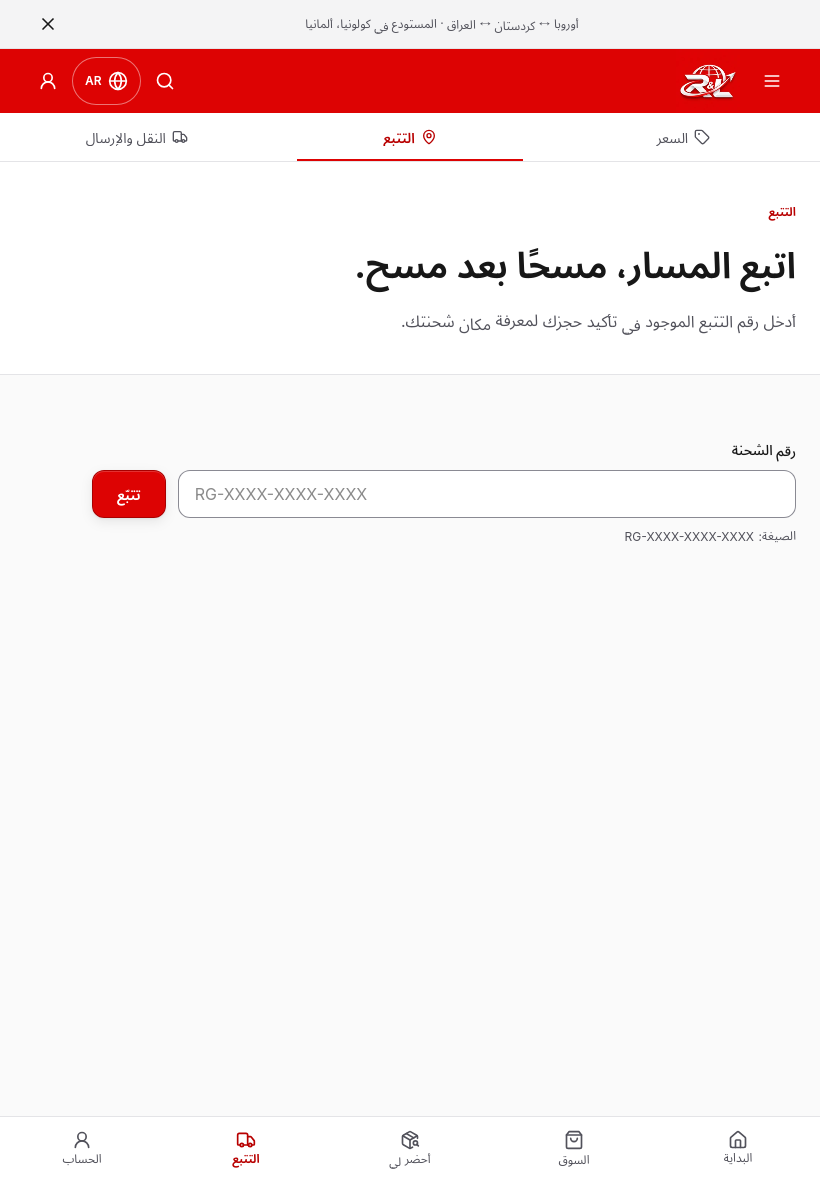 أوروبا ↔ كردستان ↔ العراق · المستودع في كولونيا، ألمانيا
R&L
AR
السعر
التتبع
النقل والإرسال
التتبع
اتبع المسار، مسحًا بعد مسح.
أدخل رقم التتبع الموجود في تأكيد حجزك لمعرفة مكان شحنتك.
رقم الشحنة
RG-XXXX-XXXX-XXXX
تتبّع
الصيغة: RG-XXXX-XXXX-XXXX
البداية
السوق
أحضر لي
التتبع
الحساب